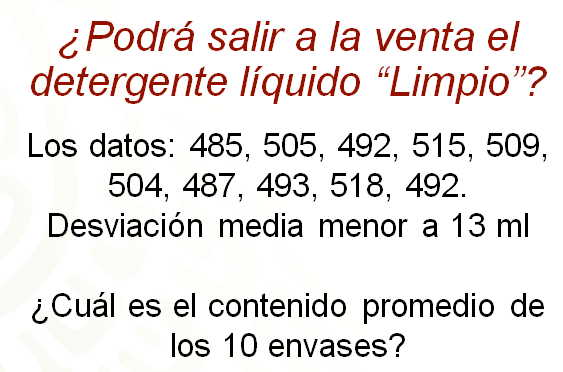 ¿Podrá salir a la venta el
detergente líquido “Limpio”?
Los datos: 485, 505, 492, 515, 509,
504, 487, 493, 518, 492.
Desviación media menor a 13 ml
¿Cuál es el contenido promedio de
los 10 envases?